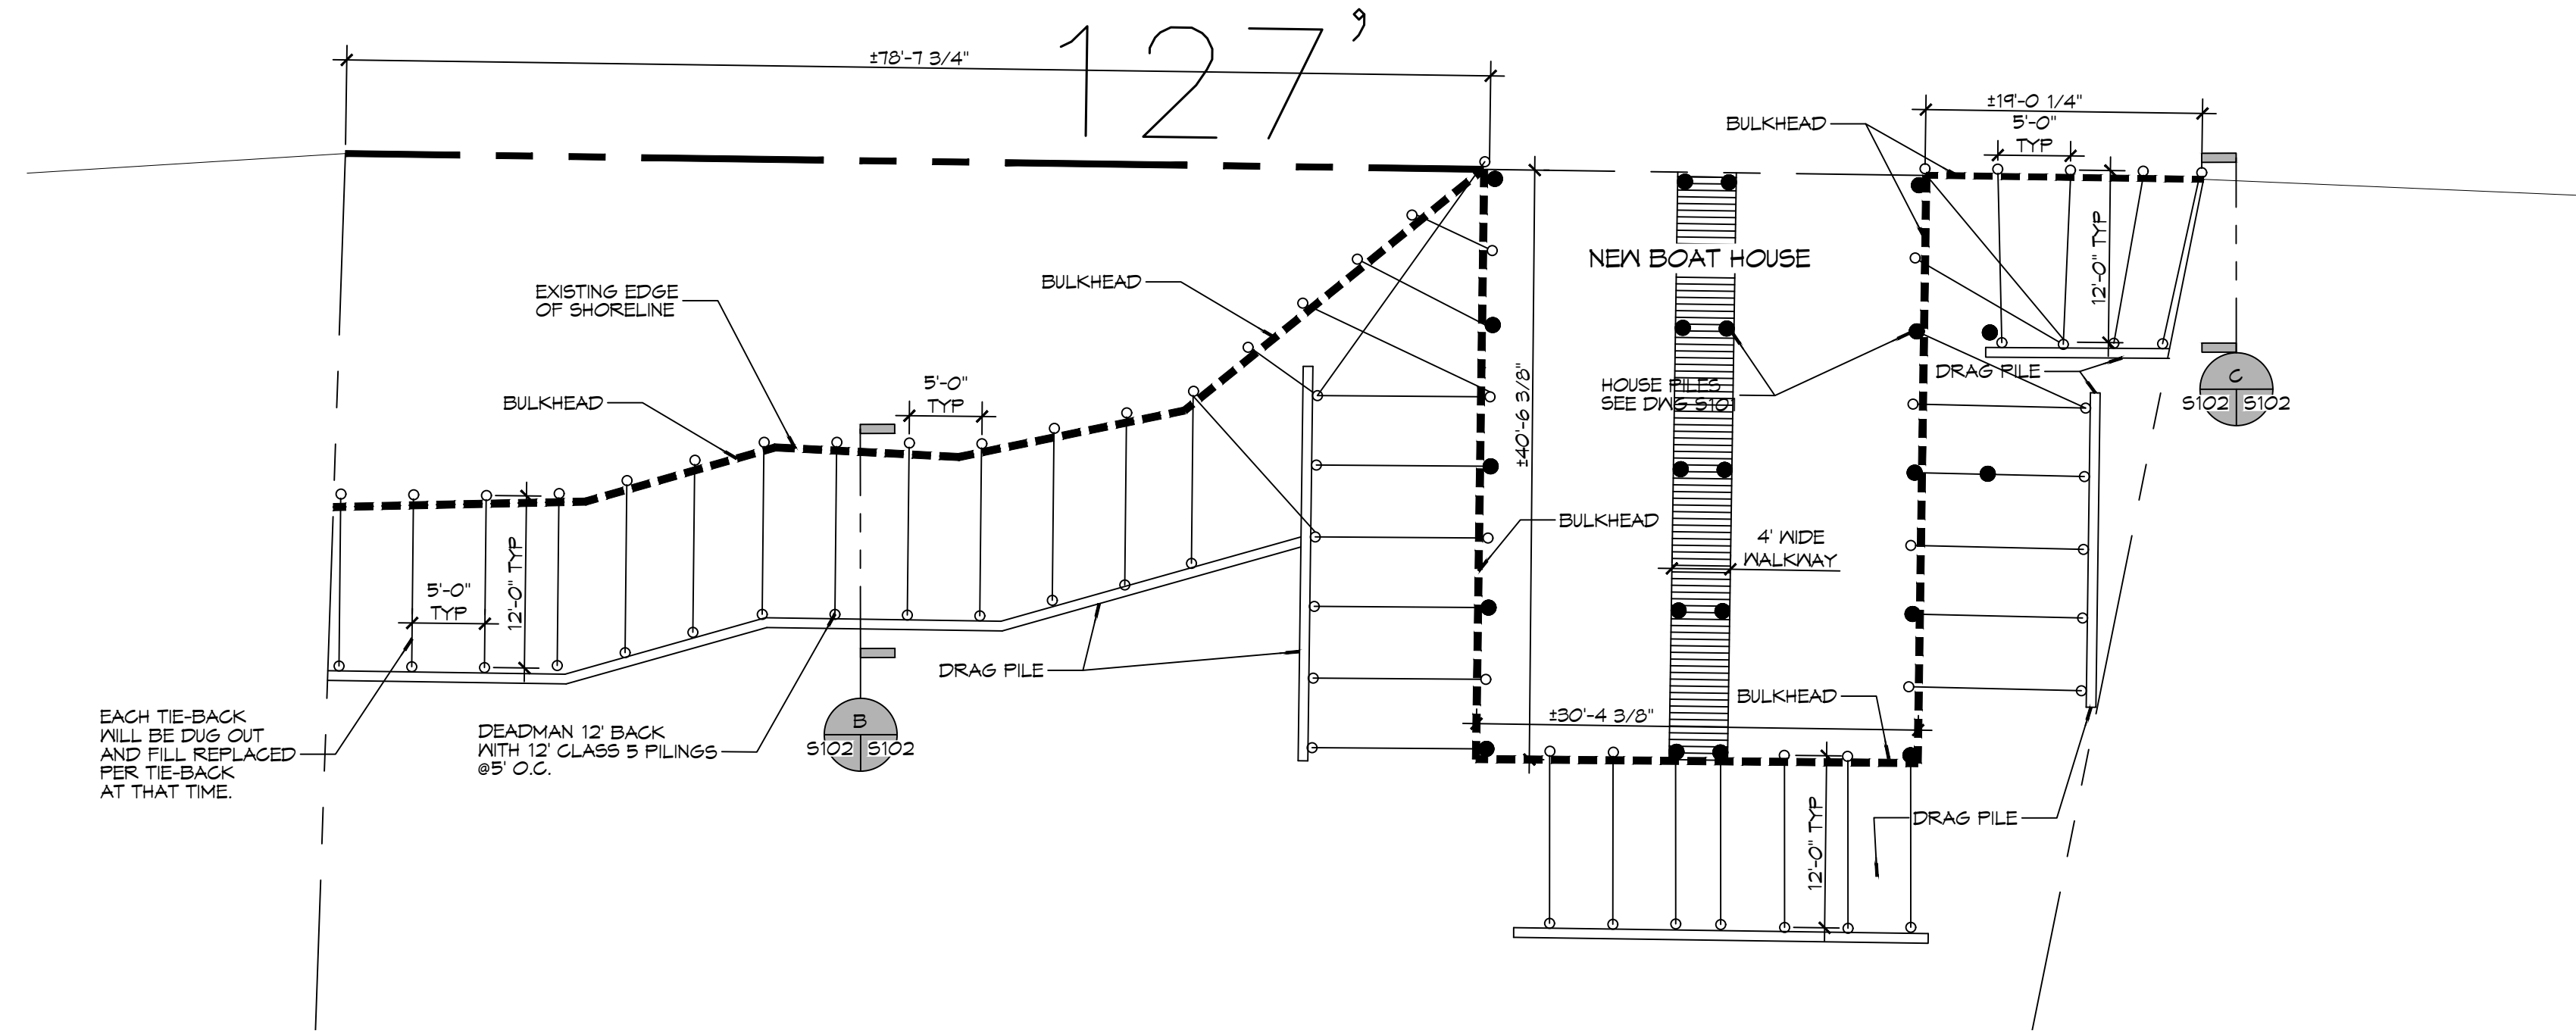 127'
±78'-7 3/4"
±19'-0 1/4"
5'-0"
TYP
BULKHEAD
12'-0" TYP
NEW BOAT HOUSE
BULKHEAD
EXISTING EDGE
OF SHORELINE
BULKHEAD
5'-0"
TYP
±40'-6 3/8"
HOUSE PILES
SEE DWG S101
DRAG PILE
C
S102 S102
BULKHEAD
4' WIDE
WALKWAY
5'-0"
TYP
12'-0" TYP
DRAG PILE
BULKHEAD
±30'-4 3/8"
EACH TIE-BACK
WILL BE DUG OUT
AND FILL REPLACED
PER TIE-BACK
AT THAT TIME.
DEADMAN 12' BACK
WITH 12' CLASS 5 PILINGS
@5' O.C.
B
S102 S102
12'-0" TYP
DRAG PILE